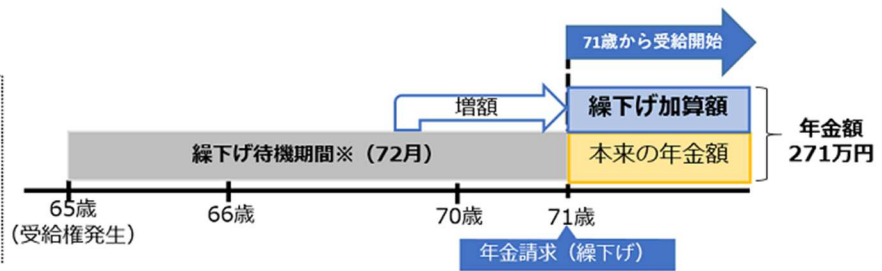 71歳から受給開始
増額
繰下げ加算額
繰下げ待機期間※（72月）
本来の年金額
年金額
271万円
65歳
（受給権発生）
66歳
70歳
71歳
年金請求（繰下げ）